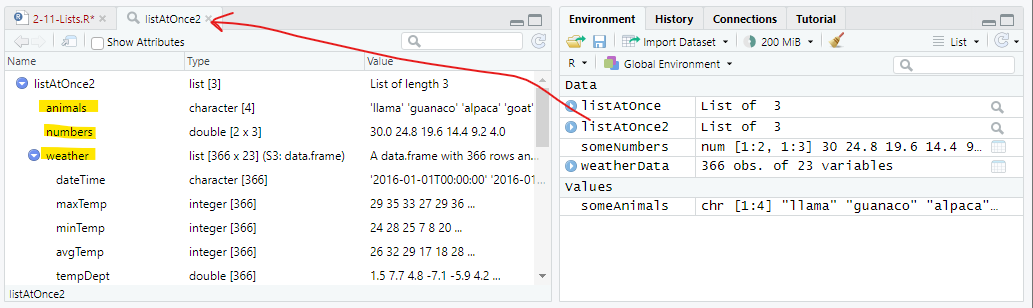 2-11-Lists.R*
listAtOnce2
Show Attributes
Name Type Value
listAtOnce2 list [3] List of length 3
animals character [4] 'llama' 'guanaco' 'alpaca' 'goat'
numbers double [2 x 3] 30.0 24.8 19.6 14.4 9.2 4.0
weather list [366 x 23] (S3: data.frame) A data.frame with 366 rows an
dateTime character [366] '2016-01-01T00:00:00' '2016-01
maxTemp integer [366] 29 35 33 27 29 36 ...
minTemp integer [366] 24 28 25 7 8 20 ...
avgTemp integer [366] 26 32 29 17 18 28 ...
tempDept double [366] 1.5 7.7 4.8 -7.1 -5.9 4.2 ...
listAtOnce2
Environment History Connections Tutorial
Import Dataset 200 MiB List
R Global Environment
Data
listAtOnce List of 3
listAtOnce2 List of 3
someNumbers num [1:2, 1:3] 30 24.8 19.6 14.4 9...
weatherData 366 obs. of 23 variables
Values
someAnimals chr [1:4] "llama" "guanaco" "alpaca"...